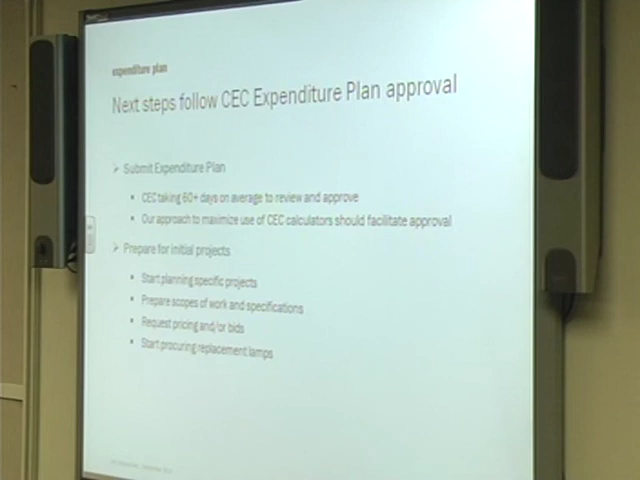 expenditure plan
Next steps follow CEC Expenditure Plan approval
Submit Expenditure Plan
CEC taking 60+ days on average to review and approve
Our approach to maximize use of CEC calculators should facilitate approval
Prepare for initial projects
Start planning specific projects
Prepare scopes of work and specifications
Request pricing and/or bids
Start procuring replacement lamps